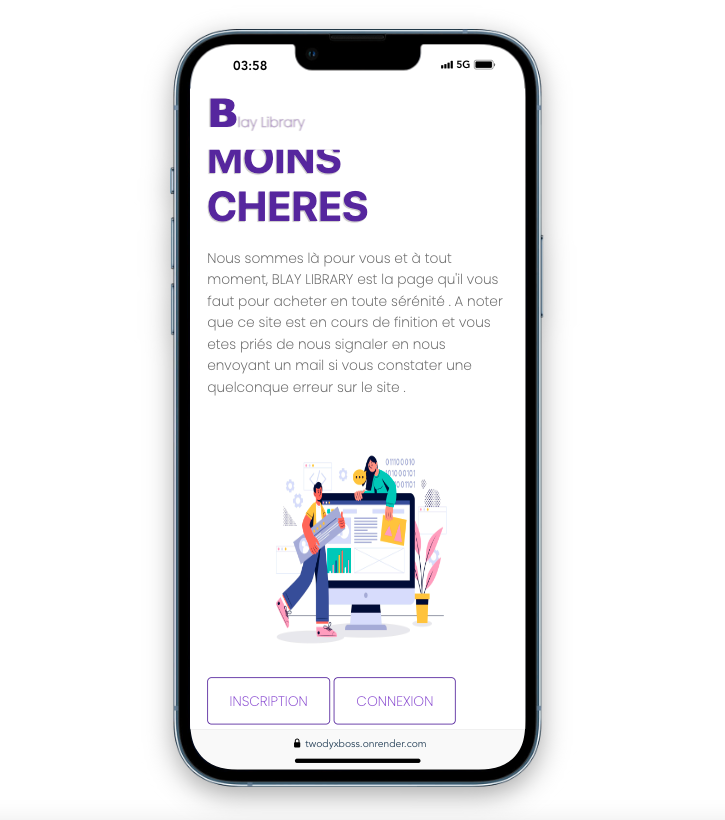 03:58
5G
Blay Library
MOINS
CHERES
Nous sommes là pour vous et à tout
moment, BLAY LIBRARY est la page qu'il vous
faut pour acheter en toute sérénité . A noter
que ce site est en cours de finition et vous
etes priés de nous signaler en nous
envoyant un mail si vous constater une
quelconque erreur sur le site .
01100010
01000101
01101
INSCRIPTION
CONNEXION
twodyxboss.onrender.com